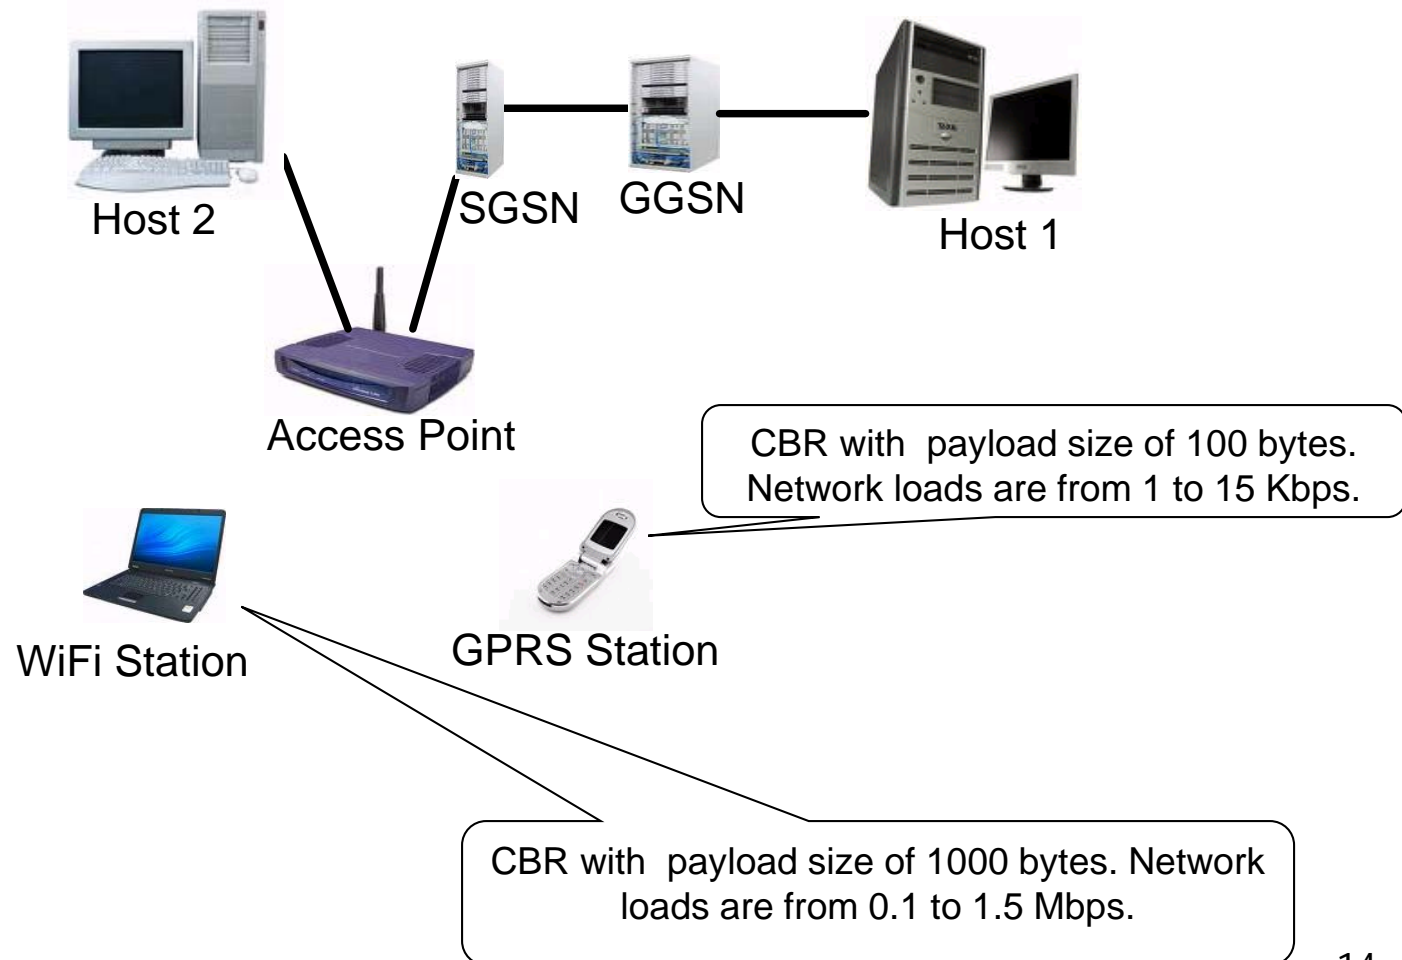 Host 2
SGSN
GGSN
Host 1
Access Point
CBR with payload size of 100 bytes.
Network loads are from 1 to 15 Kbps.
WiFi Station
GPRS Station
CBR with payload size of 1000 bytes. Network
loads are from 0.1 to 1.5 Mbps.
14